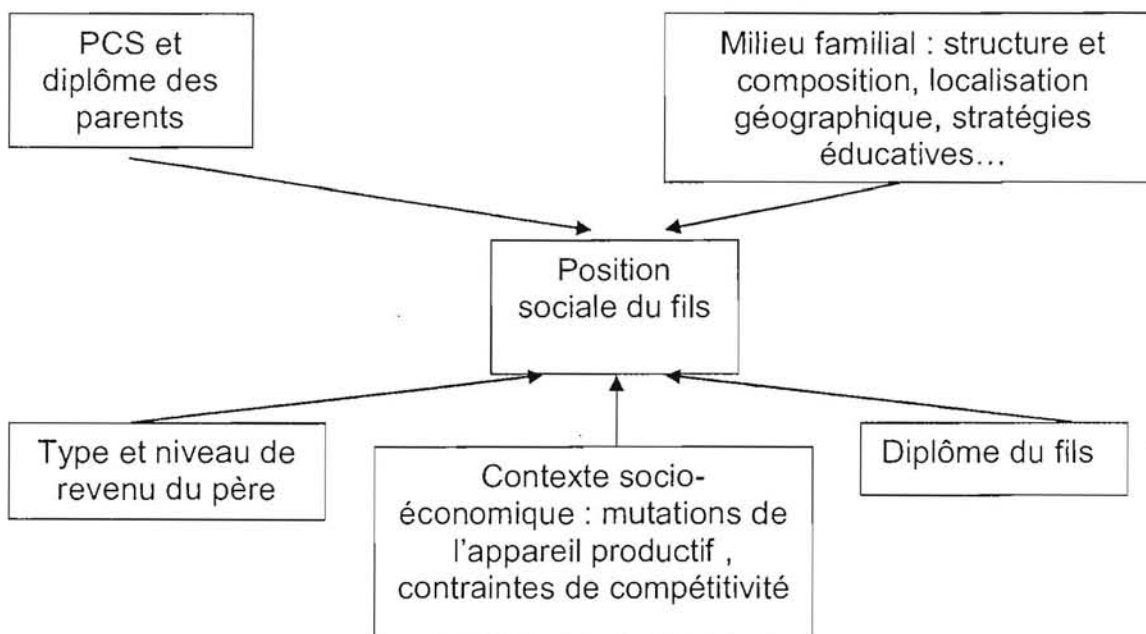 PCS et
diplôme des
parents
Milieu familial : structure et
composition, localisation
géographique, stratégies
éducatives…
Position
sociale du fils
Type et niveau de
revenu du père
Contexte socio-
économique : mutations de
l'appareil productif ,
contraintes de compétitivité
Diplôme du fils